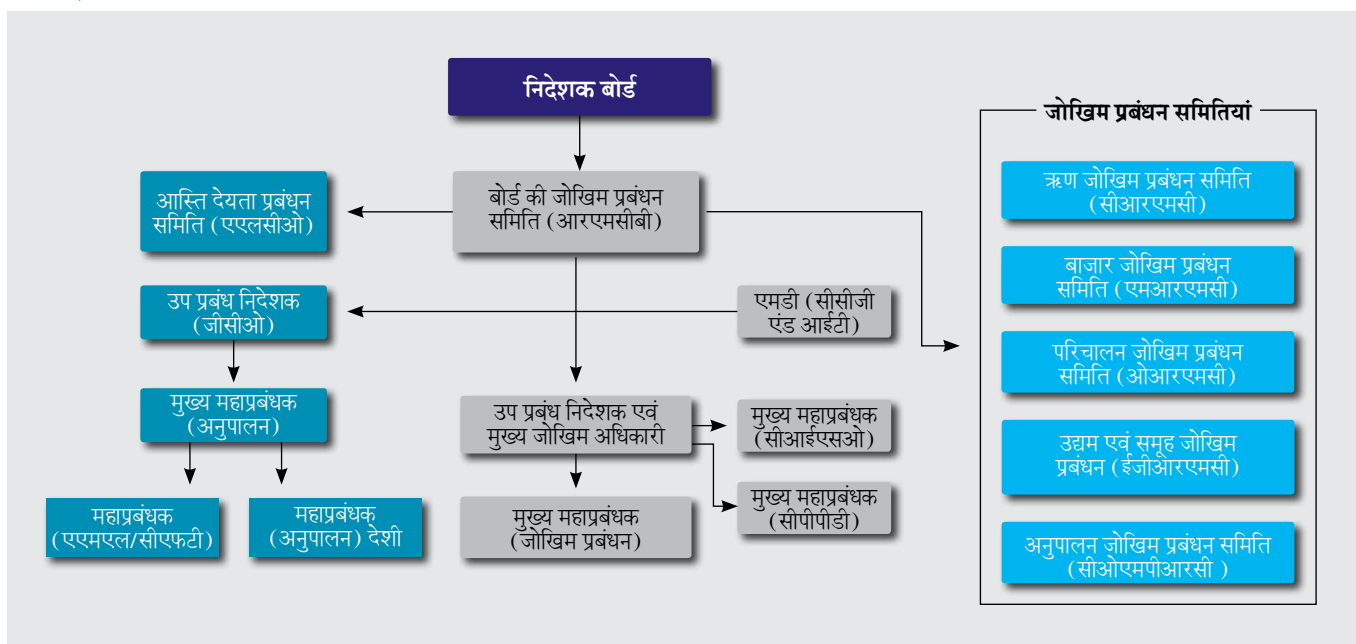 निदेशक बोर्ड
बोर्ड की जोखिम प्रबंधन
समिति (आरएमसीबी)
आस्ति देयता प्रबंधन
समिति (एएलसीओ)
उप प्रबंध निदेशक
(जीसीओ)
एमडी (सीसीजी
एंड आईटी)
मुख्य महाप्रबंधक
(अनुपालन)
महाप्रबंधक
(एएमएल/सीएफटी)
महाप्रबंधक
(अनुपालन) देशी
उप प्रबंध निदेशक एवं
मुख्य जोखिम अधिकारी
मुख्य महाप्रबंधक
(सीआईएसओ)
मुख्य महाप्रबंधक
(सीपीपीडी)
मुख्य महाप्रबंधक
(जोखिम प्रबंधन)
जोखिम प्रबंधन समितियां
ऋण जोखिम प्रबंधन समिति
(सीआरएमसी)
बाजार जोखिम प्रबंधन
समिति (एमआरएमसी)
परिचालन जोखिम प्रबंधन
समिति (ओआरएमसी)
उद्यम एवं समूह जोखिम
प्रबंधन (ईजीआरएमसी)
अनुपालन जोखिम प्रबंधन समिति
(सीओएमपीआरसी )